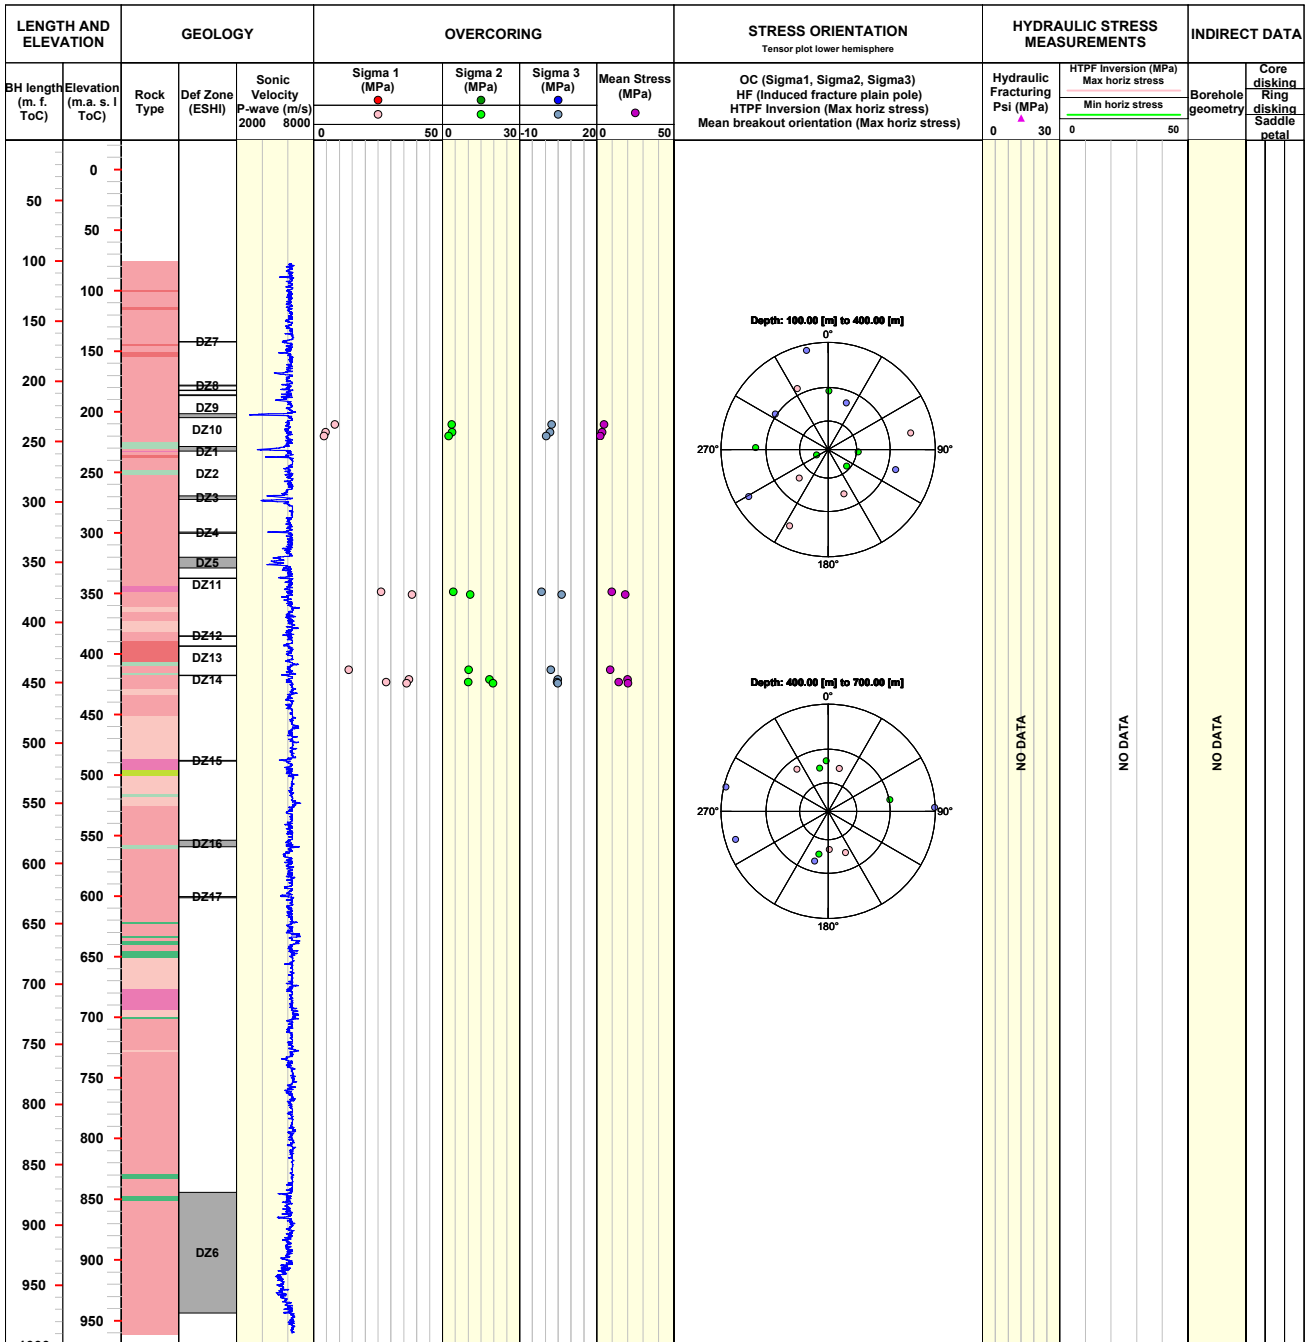 LENGTH AND
ELEVATION
GEOLOGY
OVERCORING
STRESS ORIENTATION
Tensor plot lower hemisphere
HYDRAULIC STRESS
MEASUREMENTS
INDIRECT DATA
BH length
(m. f.
ToC)
Elevation
(m.a. s. l
ToC)
Rock
Type
Def Zone
(ESHI)
Sonic
Velocity
P-wave (m/s)
2000 8000
Sigma 1
(MPa)
0 50
Sigma 2
(MPa)
0 30
Sigma 3
(MPa)
-10 20
Mean Stress
(MPa)
0 50
OC (Sigma1, Sigma2, Sigma3)
HF (Induced fracture plain pole)
HTPF Inversion (Max horiz stress)
Mean breakout orientation (Max horiz stress)
Hydraulic
Fracturing
Psi (MPa)
0 30
HTPF Inversion (MPa)
Max horiz stress
Min horiz stress
0 50
Borehole
geometry
Core
disking
Ring
disking
Saddle
petal
50
100
150
200
250
300
350
400
450
500
550
600
650
700
750
800
850
900
950
1000
0
50
100
150
200
250
300
350
400
450
500
550
600
650
700
750
800
850
900
950
DZ7
DZ8
DZ9
DZ10
DZ1
DZ2
DZ3
DZ4
DZ5
DZ11
DZ12
DZ13
DZ14
DZ15
DZ16
DZ17
DZ6
Depth: 100.00 [m] to 400.00 [m]
0°
270°
90°
180°
Depth: 400.00 [m] to 700.00 [m]
0°
270°
90°
180°
NO DATA
NO DATA
NO DATA